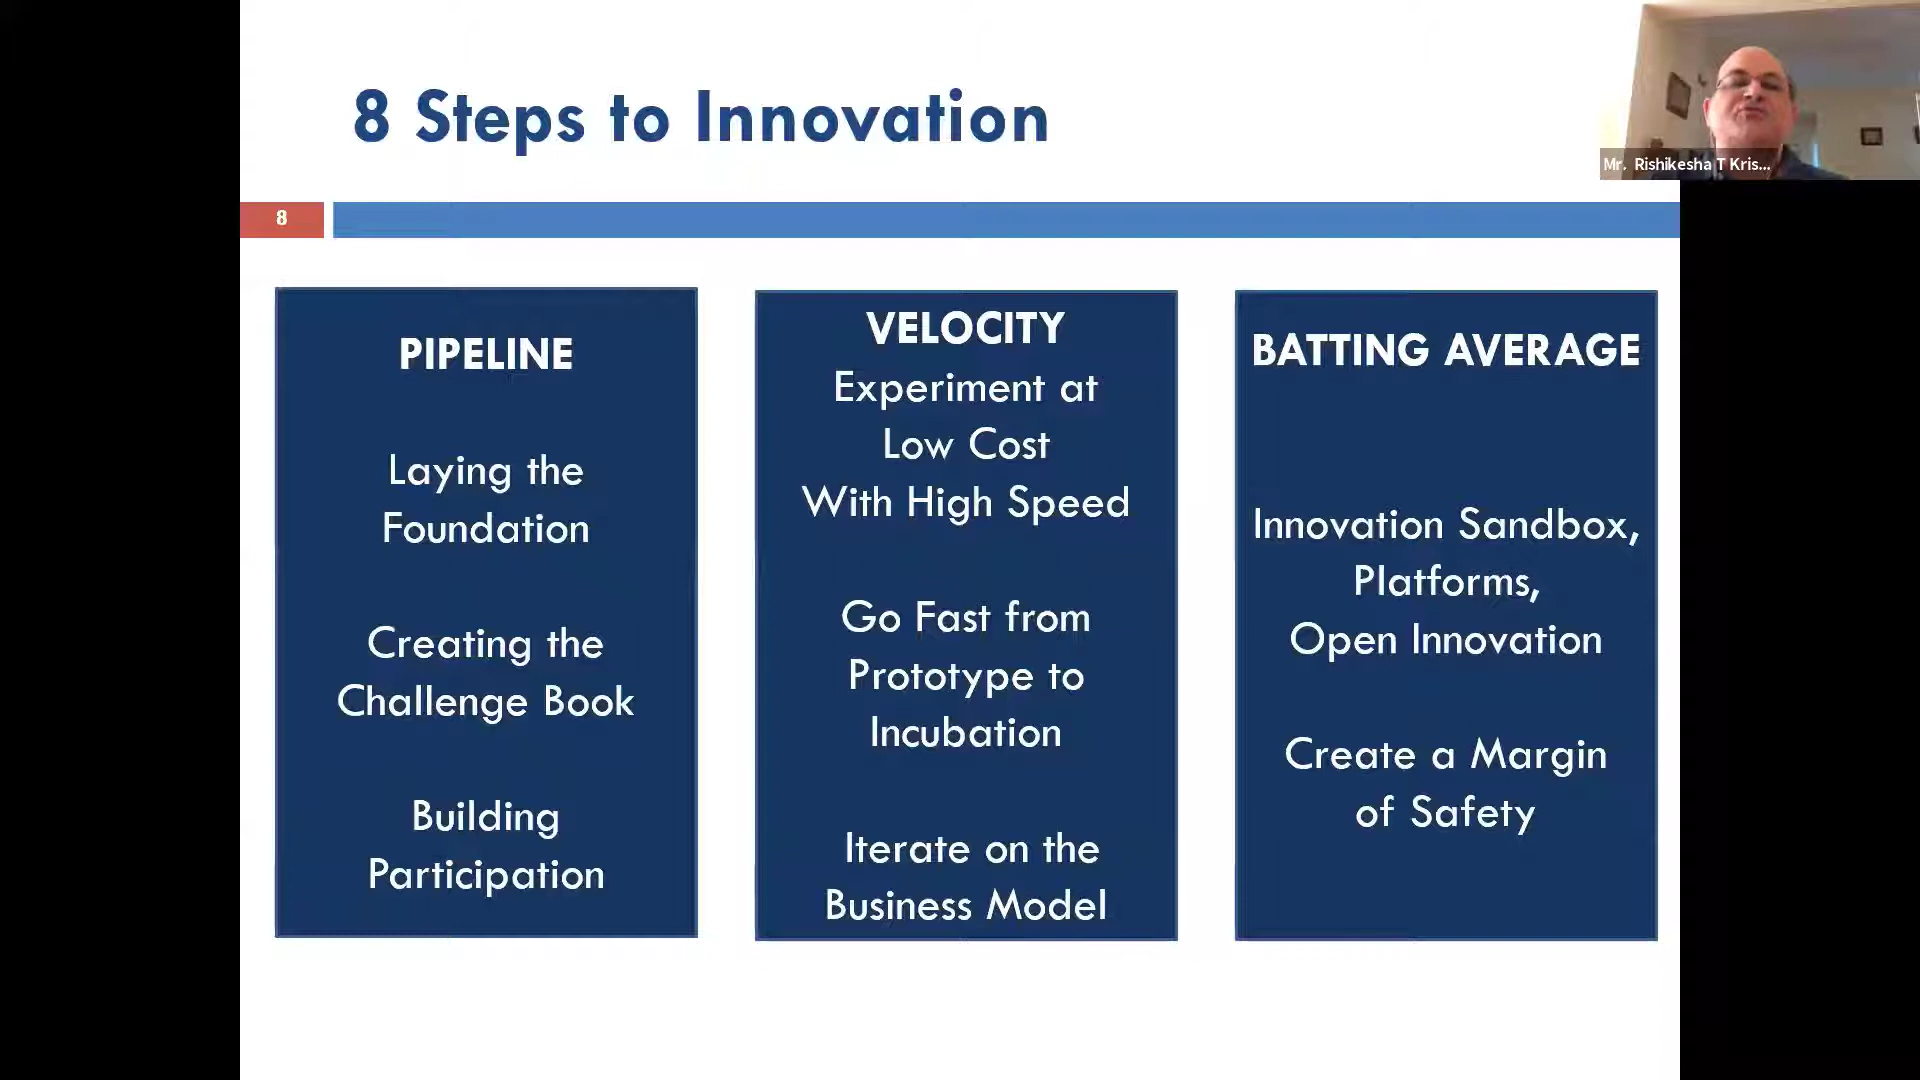 8 Steps to Innovation
Mr. Rishikesha T Kris...
8
PIPELINE
Laying the
Foundation
Creating the
Challenge Book
Building
Participation
VELOCITY
Experiment at
Low Cost
With High Speed
Go Fast from
Prototype to
Incubation
Iterate on the
Business Model
BATTING AVERAGE
Innovation Sandbox,
Platforms,
Open Innovation
Create a Margin
of Safety